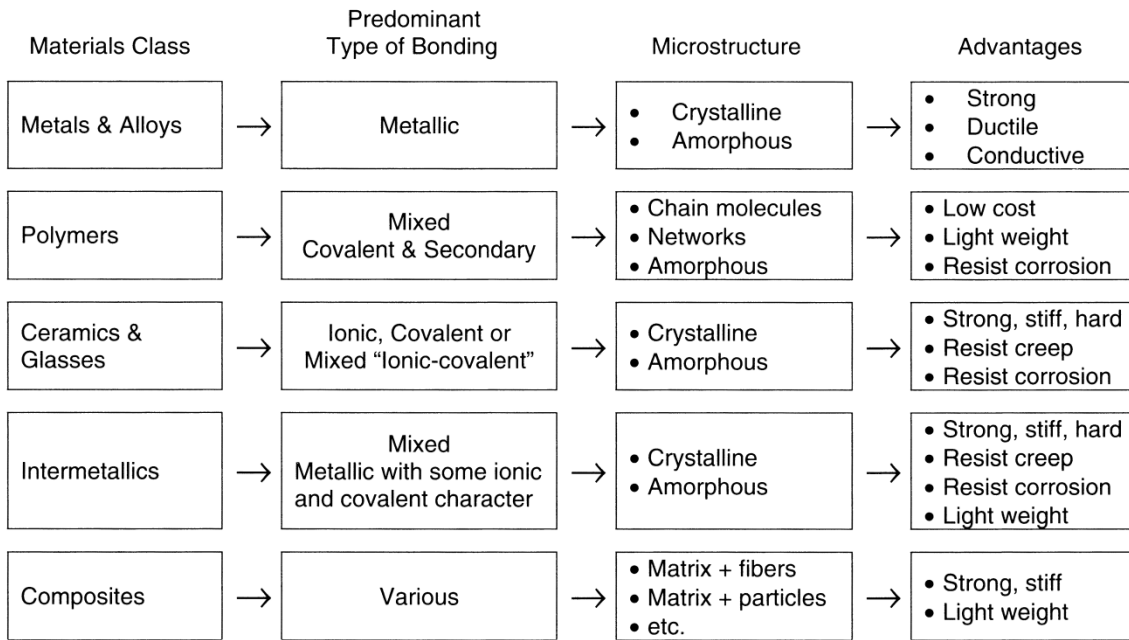 Materials Class
Predominant
Type of Bonding
Microstructure
Advantages
Metals & Alloys
Metallic
• Crystalline
• Amorphous
• Strong
• Ductile
• Conductive
Polymers
Mixed
Covalent & Secondary
• Chain molecules
• Networks
• Amorphous
• Low cost
• Light weight
• Resist corrosion
Ceramics &
Glasses
Ionic, Covalent or
Mixed “Ionic-covalent”
• Crystalline
• Amorphous
• Strong, stiff, hard
• Resist creep
• Resist corrosion
Intermetallics
Mixed
Metallic with some ionic
and covalent character
• Crystalline
• Amorphous
• Strong, stiff, hard
• Resist creep
• Resist corrosion
• Light weight
Composites
Various
• Matrix + fibers
• Matrix + particles
• etc.
• Strong, stiff
• Light weight